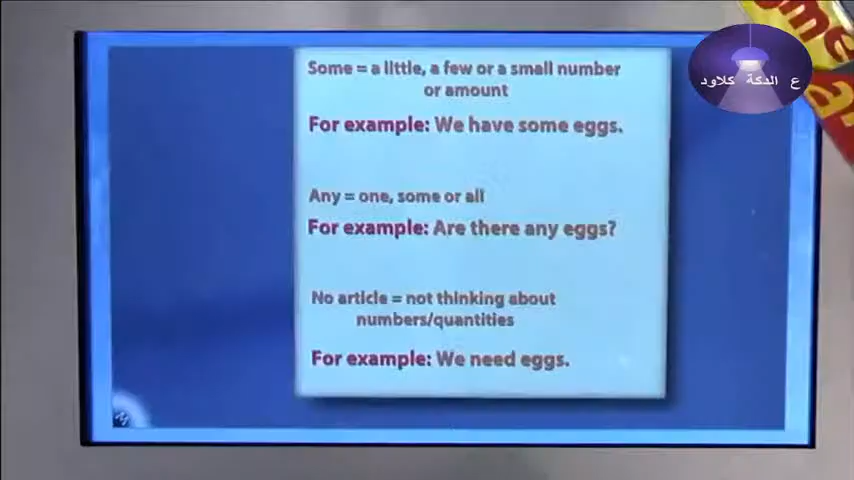 Some = a little, a few or a small number
or amount
For example: We have some eggs.
Any = one, some or all
For example: Are there any eggs?
No article = not thinking about
numbers/quantities
For example: We need eggs.
ع الدكة كلاود